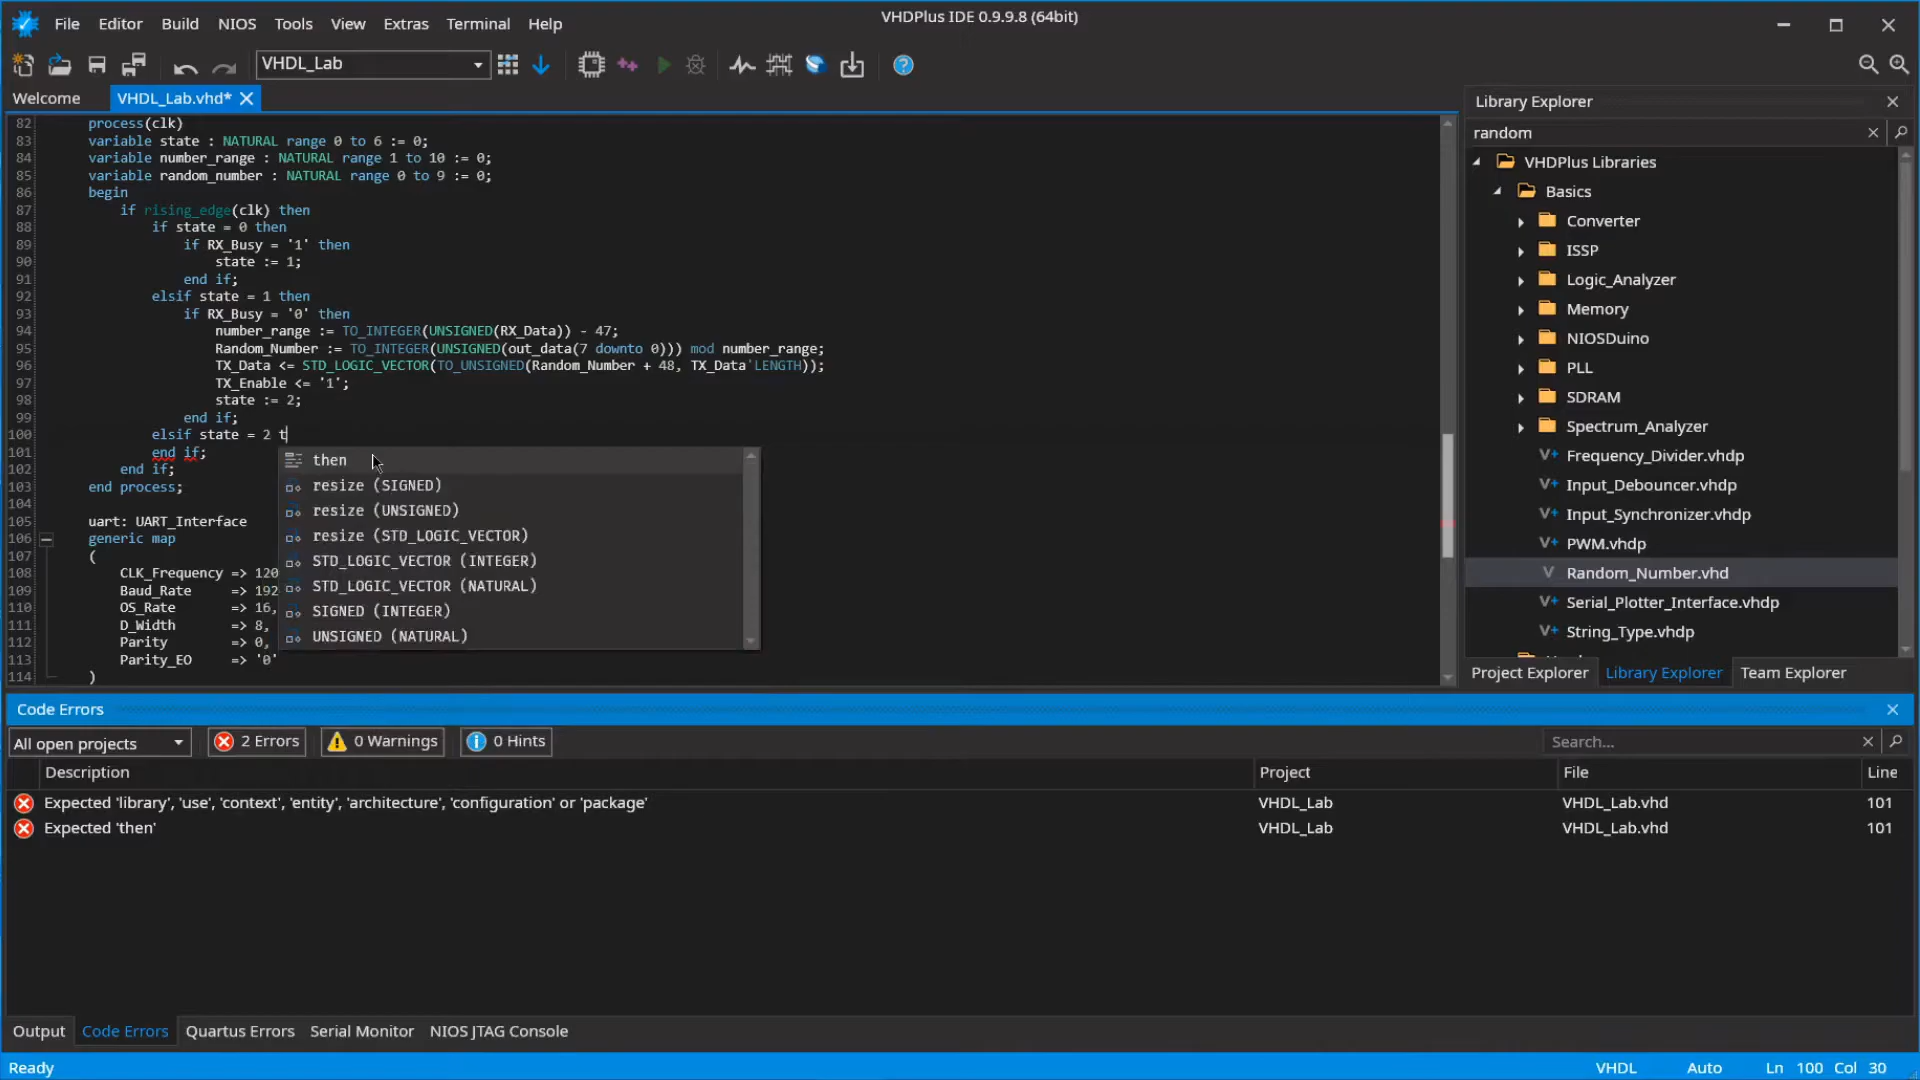 File Editor Build NIOS Tools View Extras Terminal Help
VHDPlus IDE 0.9.9.8 (64bit)
VHDL_Lab
Welcome VHDL_Lab.vhd*
82 process(clk)
83 variable state : NATURAL range 0 to 6 := 0;
84 variable number_range : NATURAL range 1 to 10 := 0;
85 variable random_number : NATURAL range 0 to 9 := 0;
86 begin
87 if rising_edge(clk) then
88 if state = 0 then
89 if RX_Busy = '1' then
90 state := 1;
91 end if;
92 elsif state = 1 then
93 if RX_Busy = '0' then
94 number_range := TO_INTEGER(UNSIGNED(RX_Data)) - 47;
95 Random_Number := TO_INTEGER(UNSIGNED(out_data(7 downto 0))) mod number_range;
96 TX_Data <= STD_LOGIC_VECTOR(TO_UNSIGNED(Random_Number + 48, TX_Data'LENGTH));
97 TX_Enable <= '1';
98 state := 2;
99 end if;
100 elsif state = 2 t
101 end if;
102 end if;
103 end process;
104
105 uart: UART_Interface
106 generic map
107 (
108 CLK_Frequency => 120
109 Baud_Rate => 192
110 OS_Rate => 16,
111 D_Width => 8,
112 Parity => 0,
113 Parity_EO => '0'
114 )
then
resize (SIGNED)
resize (UNSIGNED)
resize (STD_LOGIC_VECTOR)
STD_LOGIC_VECTOR (INTEGER)
STD_LOGIC_VECTOR (NATURAL)
SIGNED (INTEGER)
UNSIGNED (NATURAL)
Library Explorer
random
VHDPlus Libraries
Basics
Converter
ISSP
Logic_Analyzer
Memory
NIOSDuino
PLL
SDRAM
Spectrum_Analyzer
Frequency_Divider.vhdp
Input_Debouncer.vhdp
Input_Synchronizer.vhdp
PWM.vhdp
Random_Number.vhd
Serial_Plotter_Interface.vhdp
String_Type.vhdp
Project Explorer Library Explorer Team Explorer
Code Errors
All open projects 2 Errors 0 Warnings 0 Hints Search...
Description Project File Line
Expected 'library', 'use', 'context', 'entity', 'architecture', 'configuration' or 'package' VHDL_Lab VHDL_Lab.vhd 101
Expected 'then' VHDL_Lab VHDL_Lab.vhd 101
Output Code Errors Quartus Errors Serial Monitor NIOS JTAG Console
Ready VHDL Auto Ln 100 Col 30